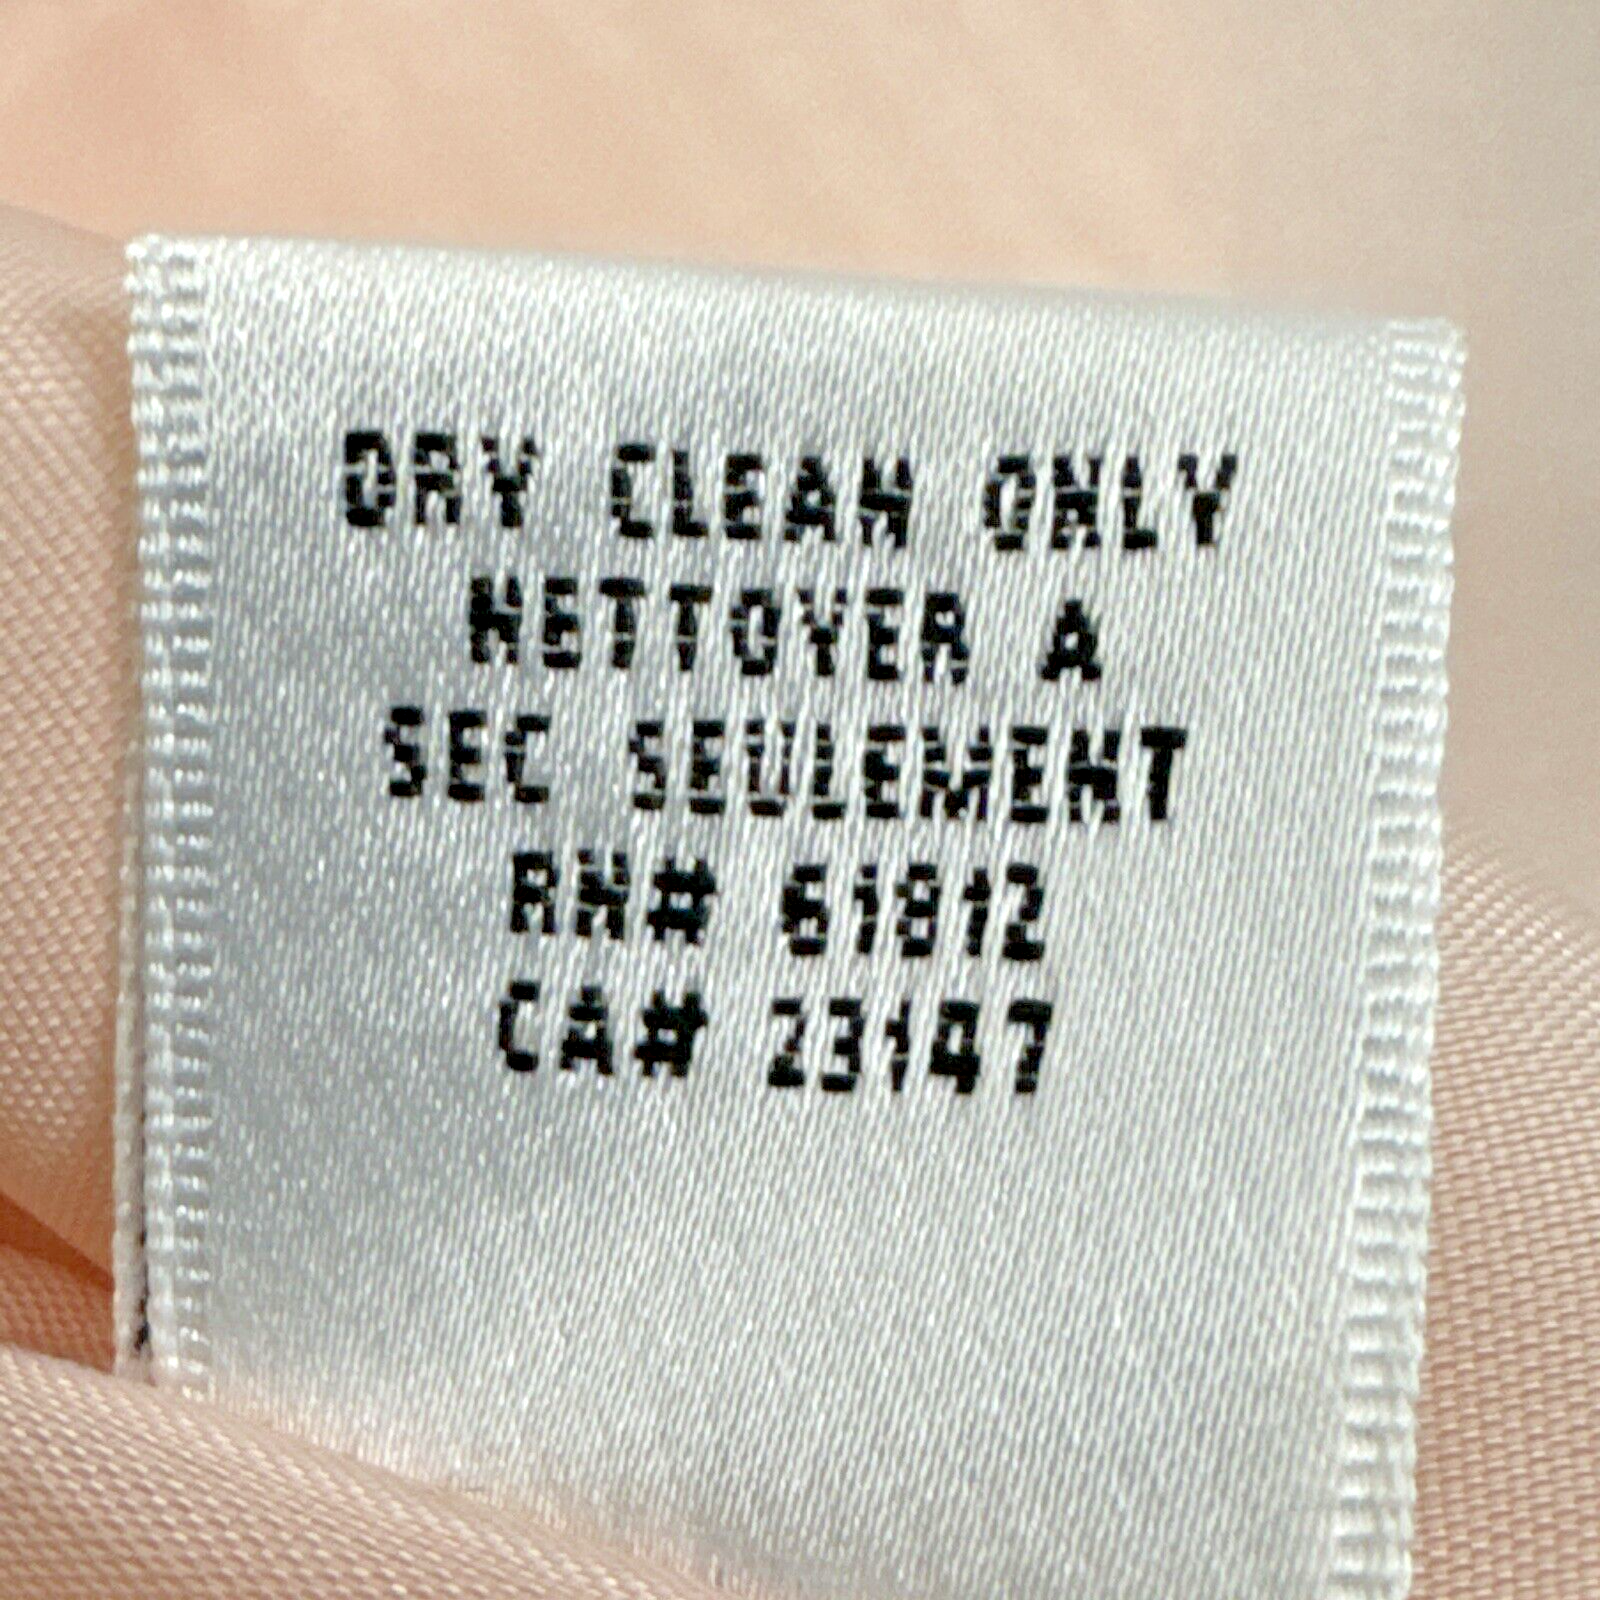 DRY CLEAN ONLY
NETTOYER A
SEC SEULEMENT
RN# 61812
CA# 23147